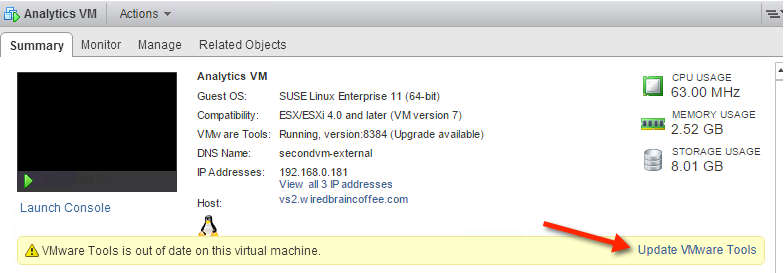 Analytics VM Actions
Summary Monitor Manage Related Objects
Analytics VM
Guest OS: SUSE Linux Enterprise 11 (64-bit)
Compatibility: ESX/ESXi 4.0 and later (VM version 7)
VMware Tools: Running, version:8384 (Upgrade available)
DNS Name: secondvm-external
IP Addresses: 192.168.0.181
View all 3 IP addresses
Host: vs2.wiredbraincoffee.com
Launch Console
CPU USAGE
63.00 MHz
MEMORY USAGE
2.52 GB
STORAGE USAGE
8.01 GB
VMware Tools is out of date on this virtual machine. Update VMware Tools